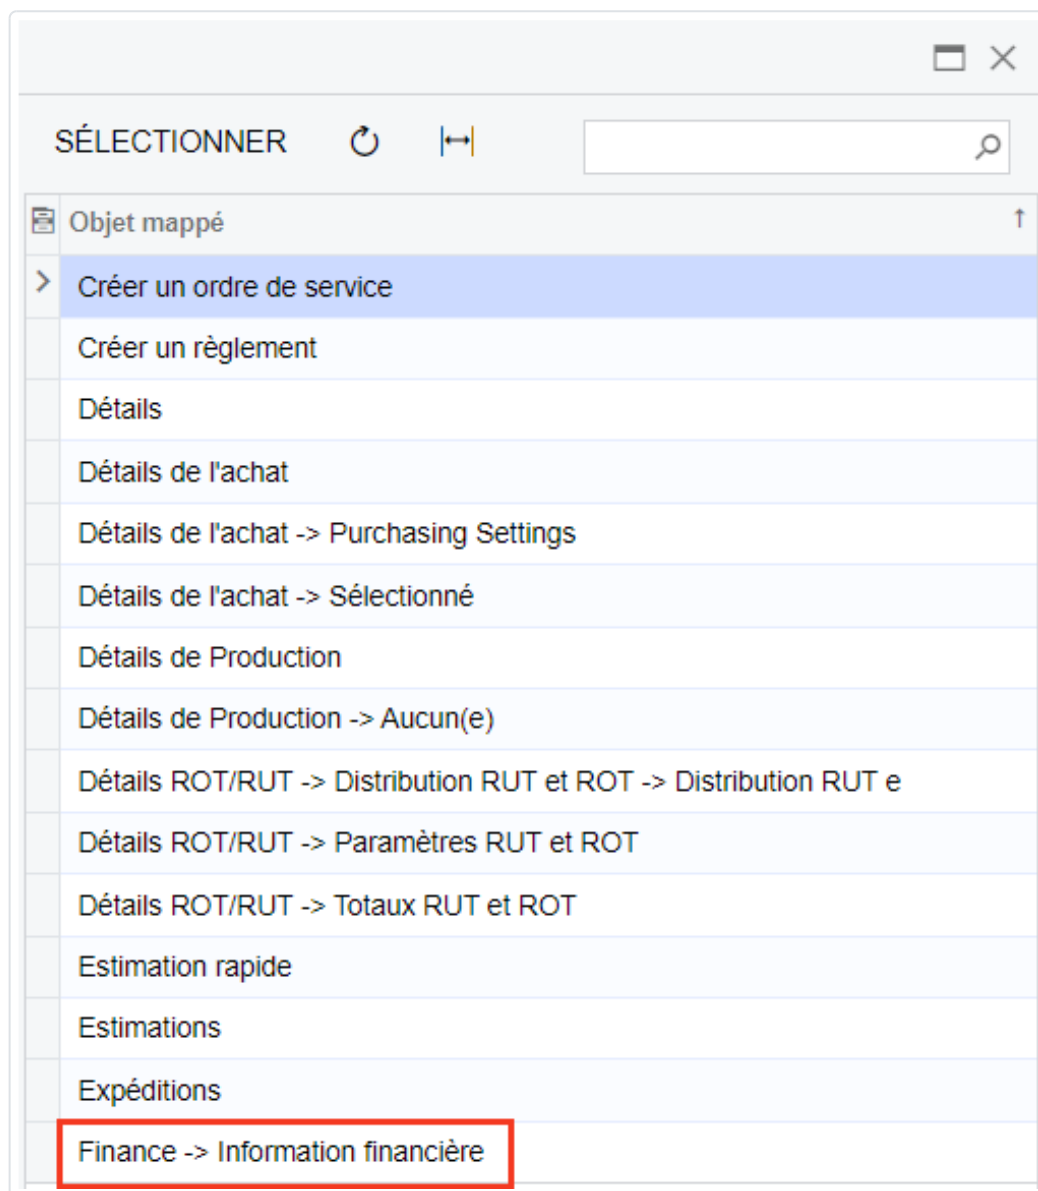 SÉLECTIONNER
Objet mappé
Créer un ordre de service
Créer un règlement
Détails
Détails de l'achat
Détails de l'achat -> Purchasing Settings
Détails de l'achat -> Sélectionné
Détails de Production
Détails de Production -> Aucun(e)
Détails ROT/RUT -> Distribution RUT et ROT -> Distribution RUT e
Détails ROT/RUT -> Paramètres RUT et ROT
Détails ROT/RUT -> Totaux RUT et ROT
Estimation rapide
Estimations
Expéditions
Finance -> Information financière